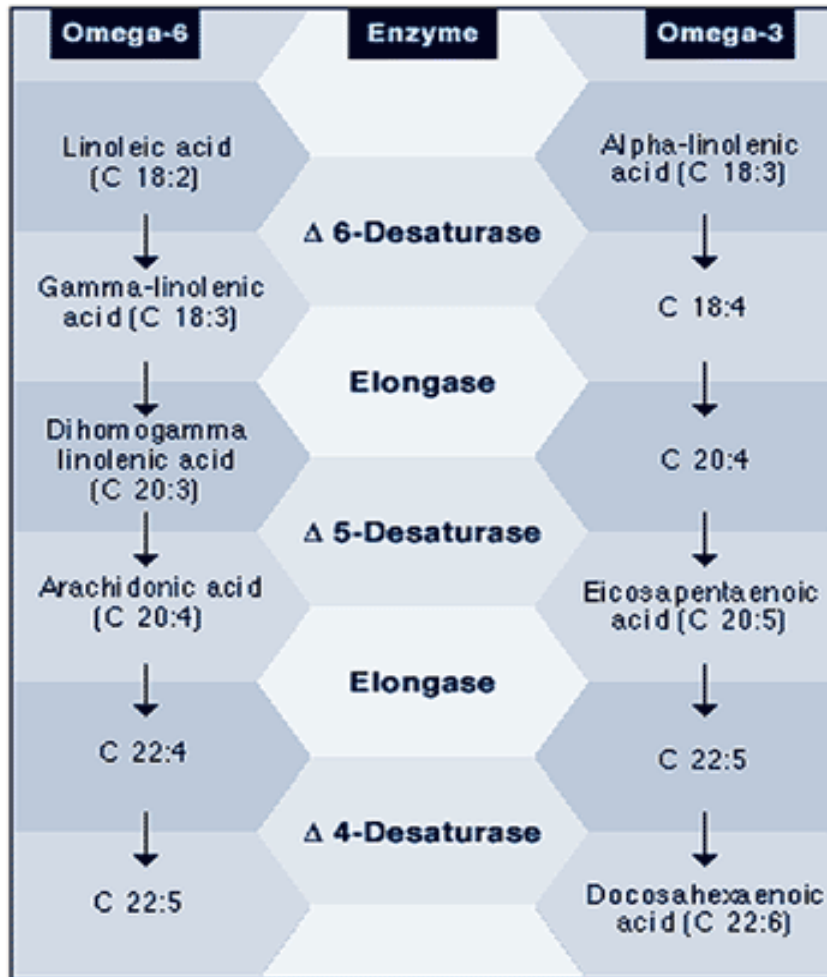 Omega-6
Enzyme
Omega-3
Linoleic acid
(C 18:2)
Alpha-linolenic
acid (C 18:3)
Δ 6-Desaturase
Gamma-linolenic
acid (C 18:3)
C 18:4
Elongase
Dihomogamma
linolenic acid
(C 20:3)
C 20:4
Δ 5-Desaturase
Arachidonic acid
(C 20:4)
Eicosapentaenoic
acid (C 20:5)
Elongase
C 22:4
C 22:5
Δ 4-Desaturase
C 22:5
Docosahexaenoic
acid (C 22:6)